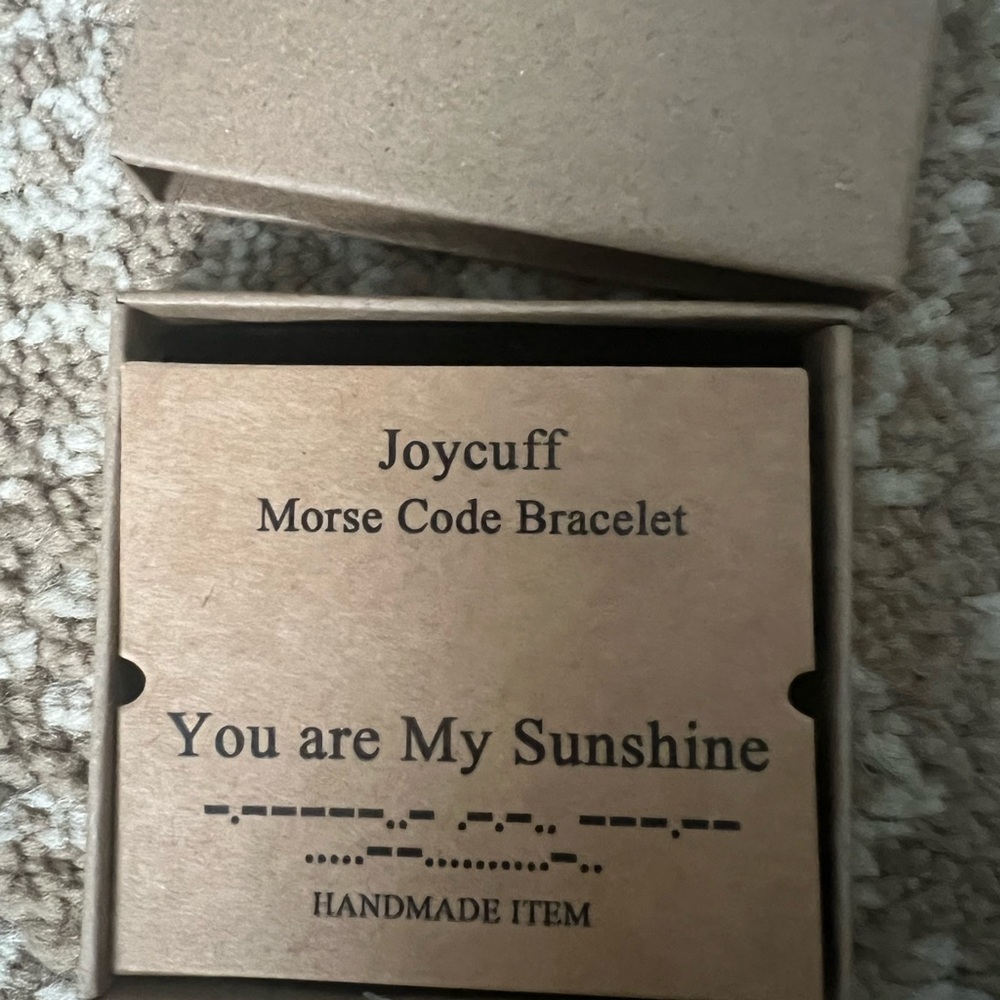 Joycuff
Morse Code Bracelet
You are My Sunshine
-.-----..- .-.-.. ---.--
.....--..........-..
HANDMADE ITEM